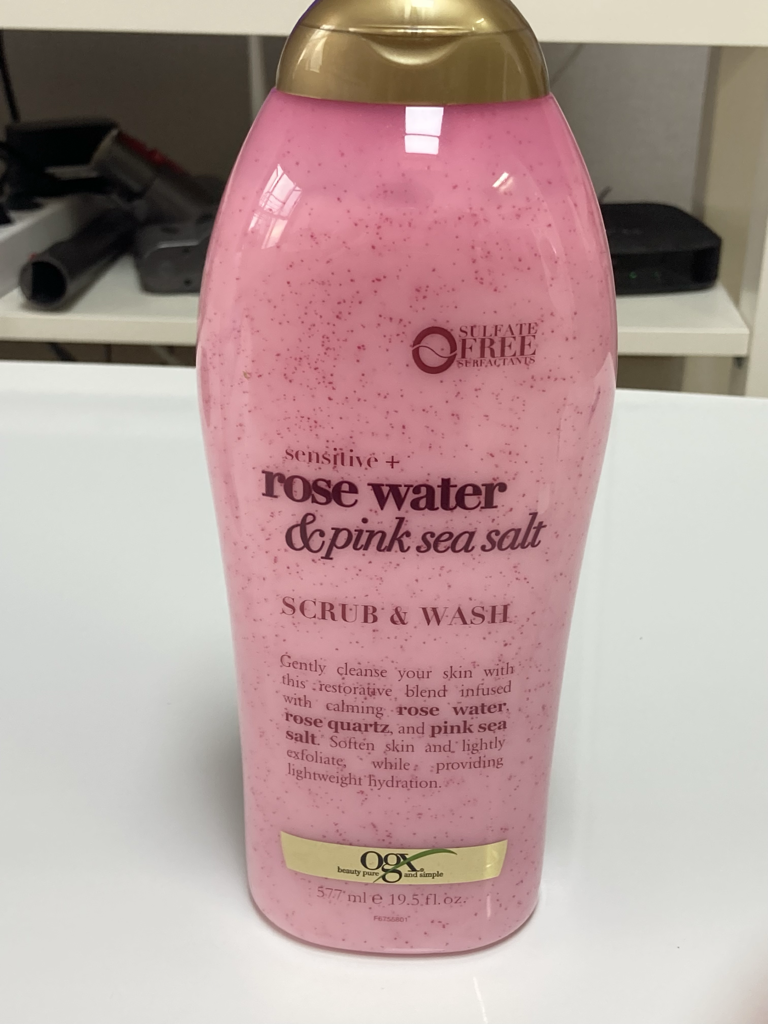 SULFATE
FREE
SURFACTANTS
sensitive +
rose water
& pink sea salt
SCRUB & WASH
Gently cleanse your skin with
this restorative blend infused
with calming rose water,
rose quartz, and pink sea
salt. Soften skin and lightly
exfoliate, while providing
lightweight hydration.
ogx®
beauty pure and simple
577 ml e 19.5 fl. oz.